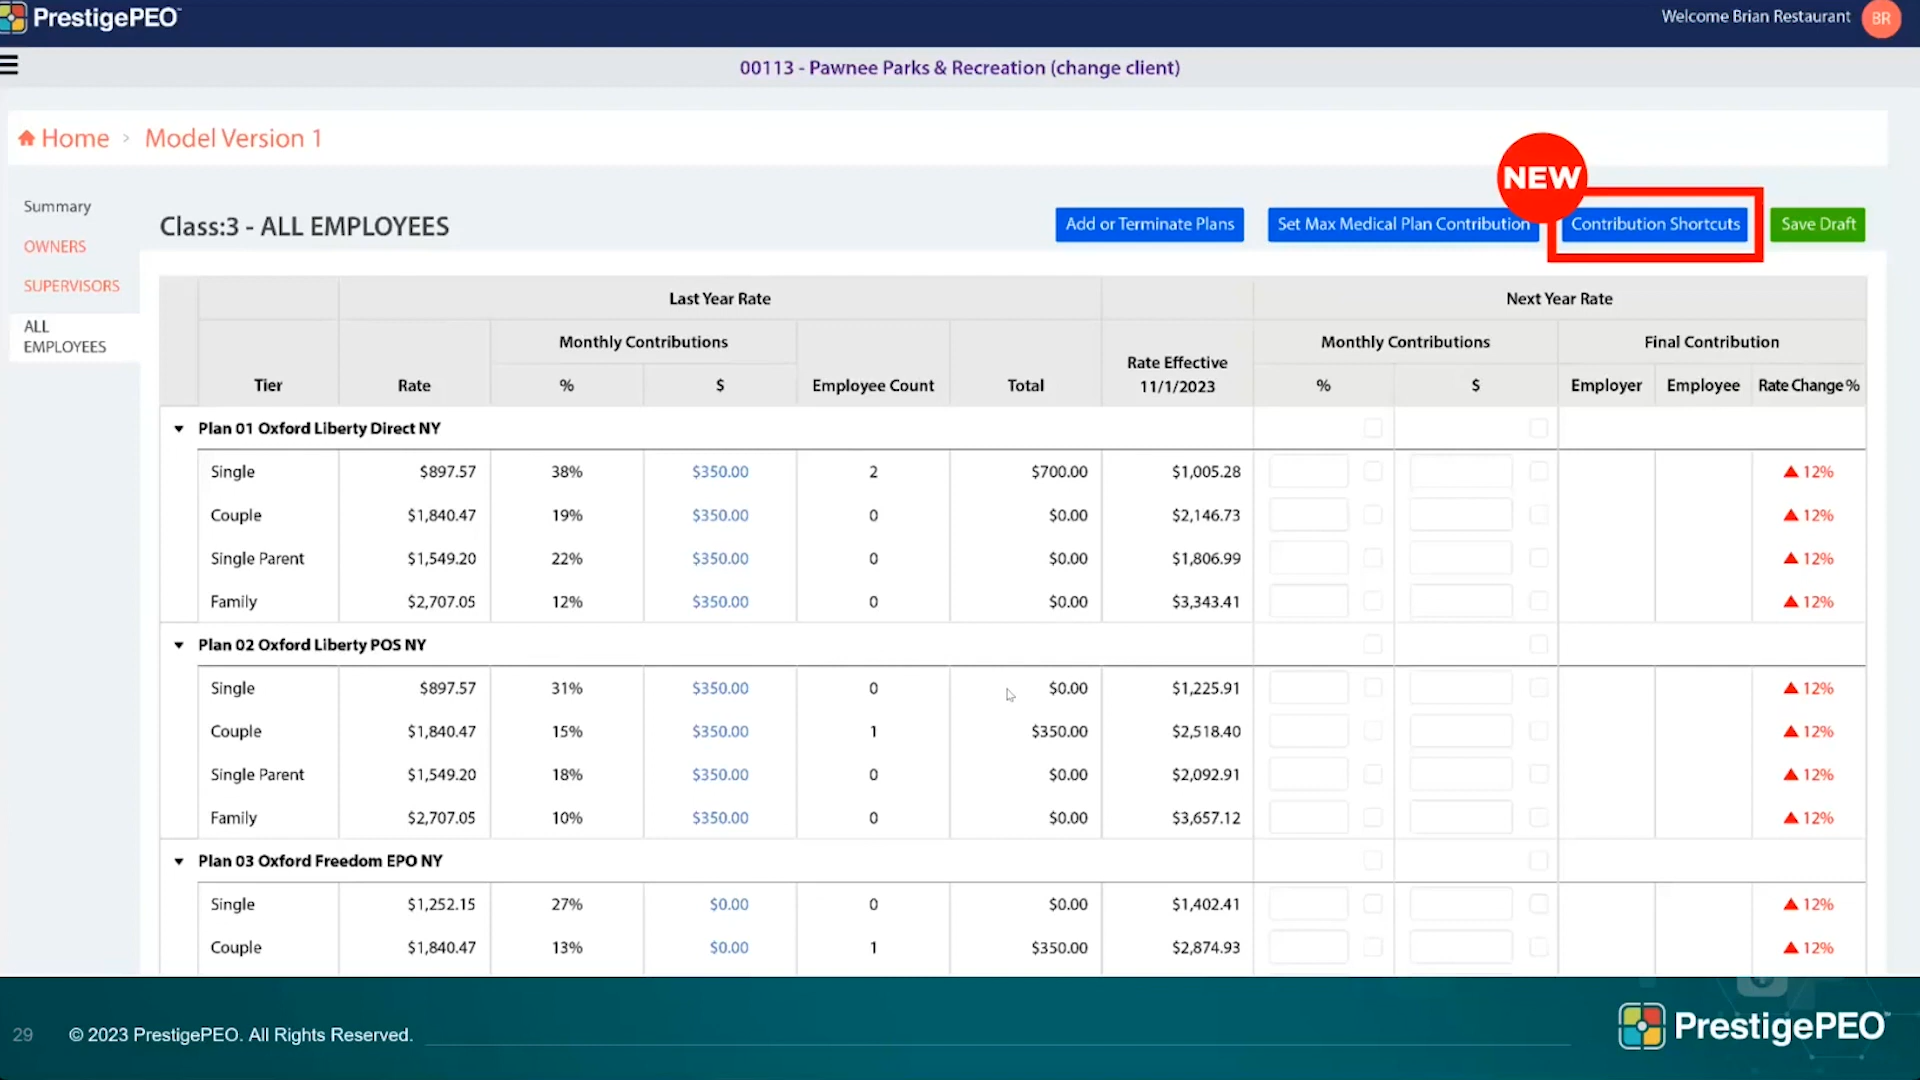 PrestigePEO
Welcome Brian Restaurant BR
00113 - Pawnee Parks & Recreation (change client)
Home > Model Version 1
NEW
Summary
OWNERS
SUPERVISORS
ALL
EMPLOYEES
Class:3 - ALL EMPLOYEES
Add or Terminate Plans Set Max Medical Plan Contribution Contribution Shortcuts Save Draft
Last Year Rate Next Year Rate
Monthly Contributions Monthly Contributions Final Contribution
Rate Effective
Tier Rate % $ Employee Count Total 11/1/2023 % $ Employer Employee Rate Change %
Plan 01 Oxford Liberty Direct NY
Single $897.57 38% $350.00 2 $700.00 $1,005.28 ▲ 12%
Couple $1,840.47 19% $350.00 0 $0.00 $2,146.73 ▲ 12%
Single Parent $1,549.20 22% $350.00 0 $0.00 $1,806.99 ▲ 12%
Family $2,707.05 12% $350.00 0 $0.00 $3,343.41 ▲ 12%
Plan 02 Oxford Liberty POS NY
Single $897.57 31% $350.00 0 $0.00 $1,225.91 ▲ 12%
Couple $1,840.47 15% $350.00 1 $350.00 $2,518.40 ▲ 12%
Single Parent $1,549.20 18% $350.00 0 $0.00 $2,092.91 ▲ 12%
Family $2,707.05 10% $350.00 0 $0.00 $3,657.12 ▲ 12%
Plan 03 Oxford Freedom EPO NY
Single $1,252.15 27% $0.00 0 $0.00 $1,402.41 ▲ 12%
Couple $1,840.47 13% $0.00 1 $350.00 $2,874.93 ▲ 12%
29 © 2023 PrestigePEO. All Rights Reserved.
PrestigePEO